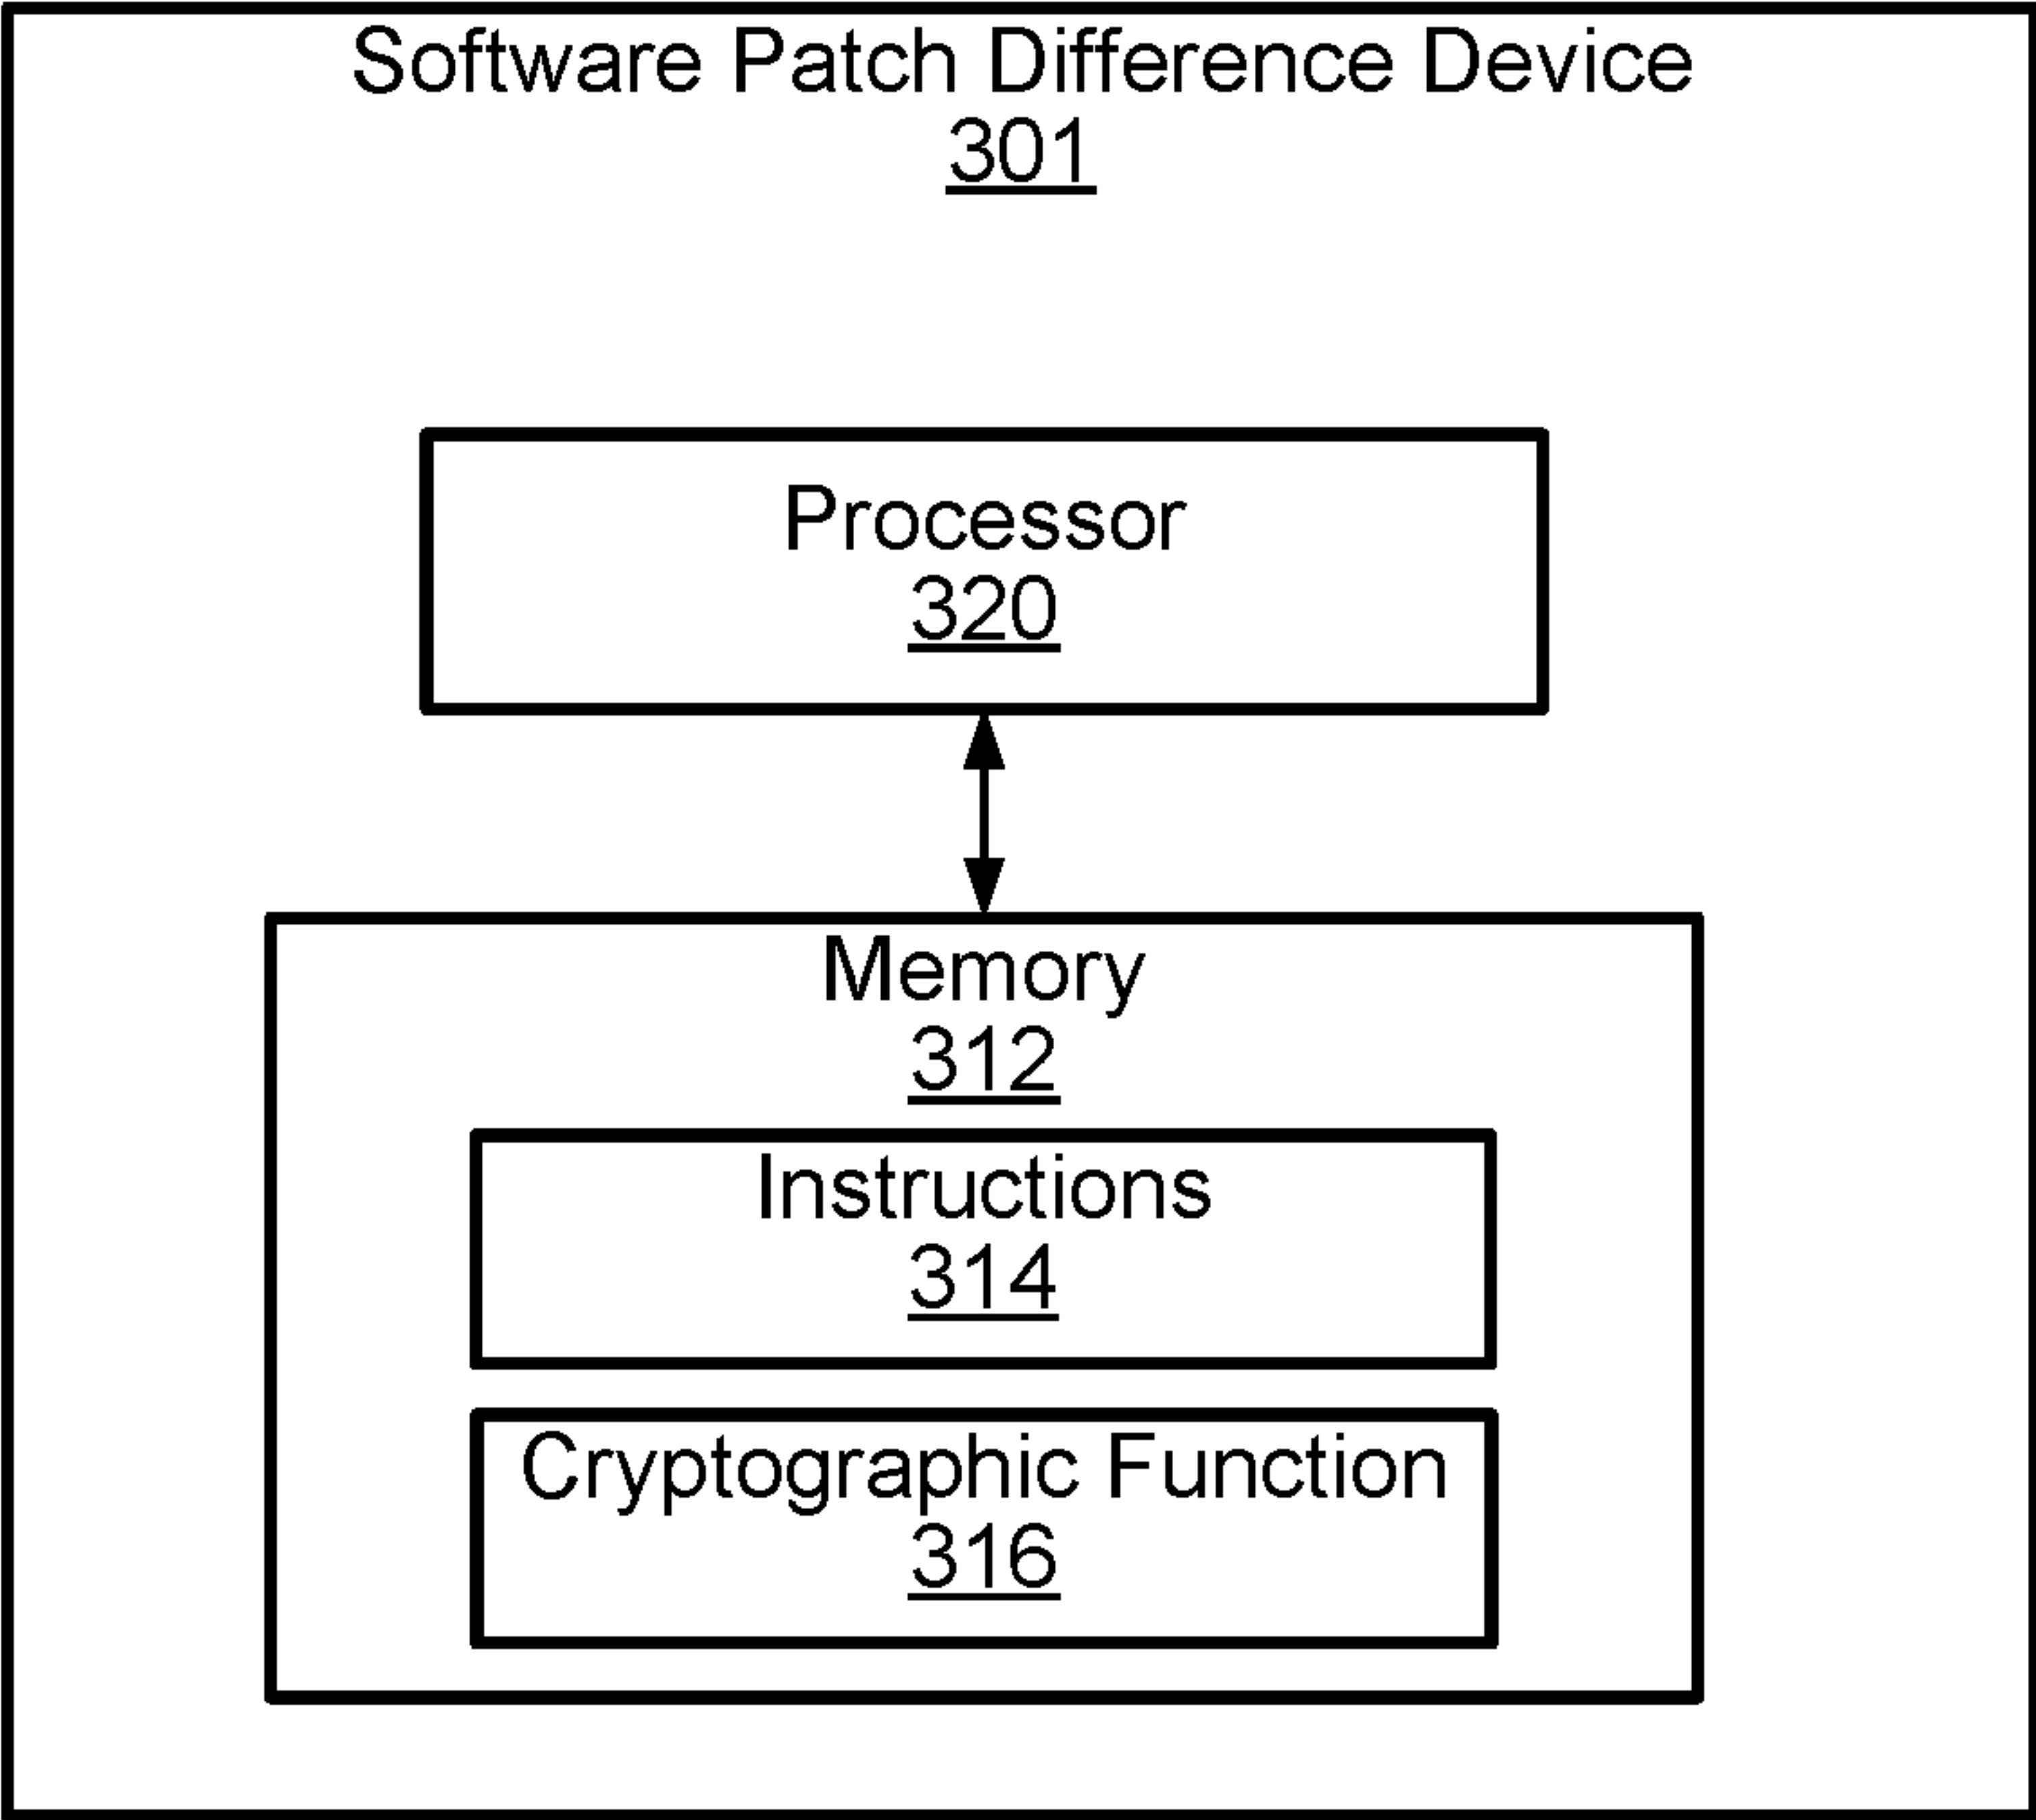 Software Patch Difference Device
301
Processor
320
Memory
312
Instructions
314
Cryptographic Function
316